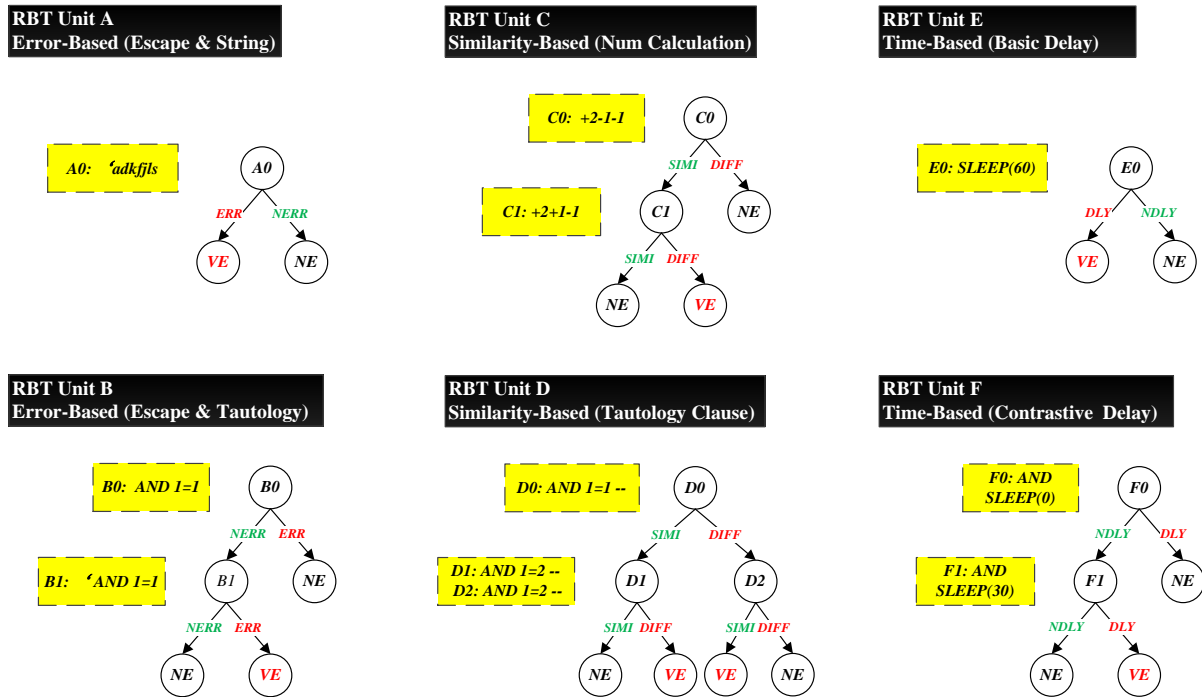 RBT Unit A
Error-Based (Escape & String)
A0: ‘adkfjls
A0
ERR
NERR
VE
NE
RBT Unit C
Similarity-Based (Num Calculation)
C0: +2-1-1
C0
SIMI
DIFF
C1: +2+1-1
C1
NE
SIMI
DIFF
NE
VE
RBT Unit E
Time-Based (Basic Delay)
E0: SLEEP(60)
E0
DLY
NDLY
VE
NE
RBT Unit B
Error-Based (Escape & Tautology)
B0: AND 1=1
B0
NERR
ERR
B1: ‘ AND 1=1
B1
NE
NERR
ERR
NE
VE
RBT Unit D
Similarity-Based (Tautology Clause)
D0: AND 1=1 --
D0
SIMI
DIFF
D1: AND 1=2 --
D2: AND 1=2 --
D1
D2
SIMI
DIFF
SIMI
DIFF
NE
VE
VE
NE
RBT Unit F
Time-Based (Contrastive Delay)
F0: AND
SLEEP(0)
F0
NDLY
DLY
F1: AND
SLEEP(30)
F1
NE
NDLY
DLY
NE
VE